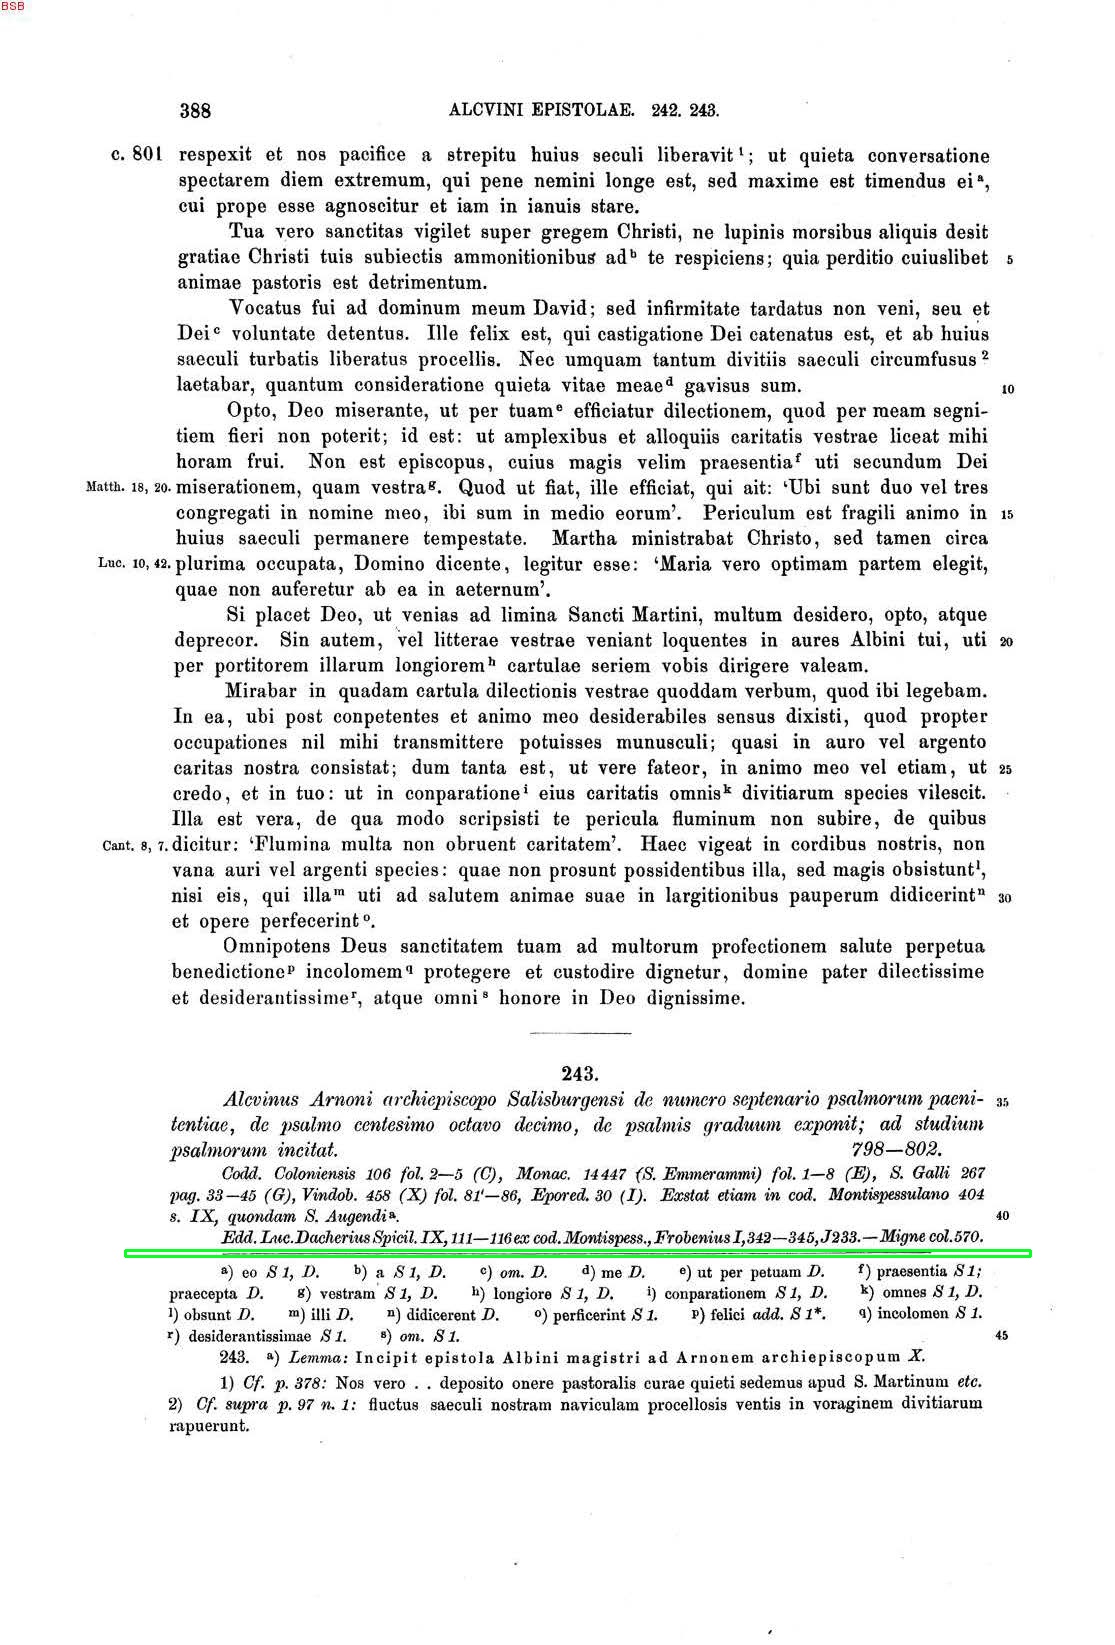 BSB
388 ALCVINI EPISTOLAE. 242. 243.
c. 801 respexit et nos pacifice a strepitu huius seculi liberavit¹; ut quieta conversatione
spectarem diem extremum, qui pene nemini longe est, sed maxime est timendus eiᵃ,
cui prope esse agnoscitur et iam in ianuis stare.
Tua vero sanctitas vigilet super gregem Christi, ne lupinis morsibus aliquis desit
gratiae Christi tuis subiectis ammonitionibus adᵇ te respiciens; quia perditio cuiuslibet 5
animae pastoris est detrimentum.
Vocatus fui ad dominum meum David; sed infirmitate tardatus non veni, seu et
Deiᶜ voluntate detentus. Ille felix est, qui castigatione Dei catenatus est, et ab huius
saeculi turbatis liberatus procellis. Nec umquam tantum divitiis saeculi circumfusus²
laetabar, quantum consideratione quieta vitae meaeᵈ gavisus sum. 10
Opto, Deo miserante, ut per tuamᵉ efficiatur dilectionem, quod per meam segni-
tiem fieri non poterit; id est: ut amplexibus et alloquiis caritatis vestrae liceat mihi
horam frui. Non est episcopus, cuius magis velim praesentiaᶠ uti secundum Dei
Matth. 18, 20. miserationem, quam vestraᵍ. Quod ut fiat, ille efficiat, qui ait: ‘Ubi sunt duo vel tres
congregati in nomine meo, ibi sum in medio eorum’. Periculum est fragili animo in 15
huius saeculi permanere tempestate. Martha ministrabat Christo, sed tamen circa
Luc. 10, 42. plurima occupata, Domino dicente, legitur esse: ‘Maria vero optimam partem elegit,
quae non auferetur ab ea in aeternum’.
Si placet Deo, ut venias ad limina Sancti Martini, multum desidero, opto, atque
deprecor. Sin autem, vel litterae vestrae veniant loquentes in aures Albini tui, uti 20
per portitorem illarum longioremʰ cartulae seriem vobis dirigere valeam.
Mirabar in quadam cartula dilectionis vestrae quoddam verbum, quod ibi legebam.
In ea, ubi post conpetentes et animo meo desiderabiles sensus dixisti, quod propter
occupationes nil mihi transmittere potuisses munusculi; quasi in auro vel argento
caritas nostra consistat; dum tanta est, ut vere fateor, in animo meo vel etiam, ut 25
credo, et in tuo: ut in conparationeⁱ eius caritatis omnisᵏ divitiarum species vilescit.
Illa est vera, de qua modo scripsisti te pericula fluminum non subire, de quibus
Cant. 8, 7. dicitur: ‘Flumina multa non obruent caritatem’. Haec vigeat in cordibus nostris, non
vana auri vel argenti species: quae non prosunt possidentibus illa, sed magis obsistuntˡ,
nisi eis, qui illaᵐ uti ad salutem animae suae in largitionibus pauperum didicerintⁿ 30
et opere perfecerintᵒ.
Omnipotens Deus sanctitatem tuam ad multorum profectionem salute perpetua
benedictioneᵖ incolomem𐞥 protegere et custodire dignetur, domine pater dilectissime
et desiderantissimeʳ, atque omniˢ honore in Deo dignissime.
243.
Alcvinus Arnoni archiepiscopo Salisburgensi de numero septenario psalmorum paeni- 35
tentiae, de psalmo centesimo octavo decimo, de psalmis graduum exponit; ad studium
psalmorum incitat. 798—802.
Codd. Coloniensis 106 fol. 2—5 (C), Monac. 14447 (S. Emmerammi) fol. 1—8 (E), S. Galli 267
pag. 33—45 (G), Vindob. 458 (X) fol. 81'—86, Epored. 30 (I). Exstat etiam in cod. Montispessulano 404
s. IX, quondam S. Augendiᵃ. 40
Edd. Luc. Dacherius Spicil. IX, 111—116 ex cod. Montispess., Frobenius I, 342—345, J 233. — Migne col. 570.
a) eo S 1, D. b) a S 1, D. c) om. D. d) me D. e) ut per petuam D. f) praesentia S 1;
praecepta D. g) vestram S 1, D. h) longiore S 1, D. i) conparationem S 1, D. k) omnes S 1, D.
l) obsunt D. m) illi D. n) didicerent D. o) perficerint S 1. p) felici add. S 1*. q) incolomen S 1.
r) desiderantissimae S 1. s) om. S 1. 45
243. a) Lemma: Incipit epistola Albini magistri ad Arnonem archiepiscopum X.
1) Cf. p. 378: Nos vero . . deposito onere pastoralis curae quieti sedemus apud S. Martinum etc.
2) Cf. supra p. 97 n. 1: fluctus saeculi nostram naviculam procellosis ventis in voraginem divitiarum
rapuerunt.